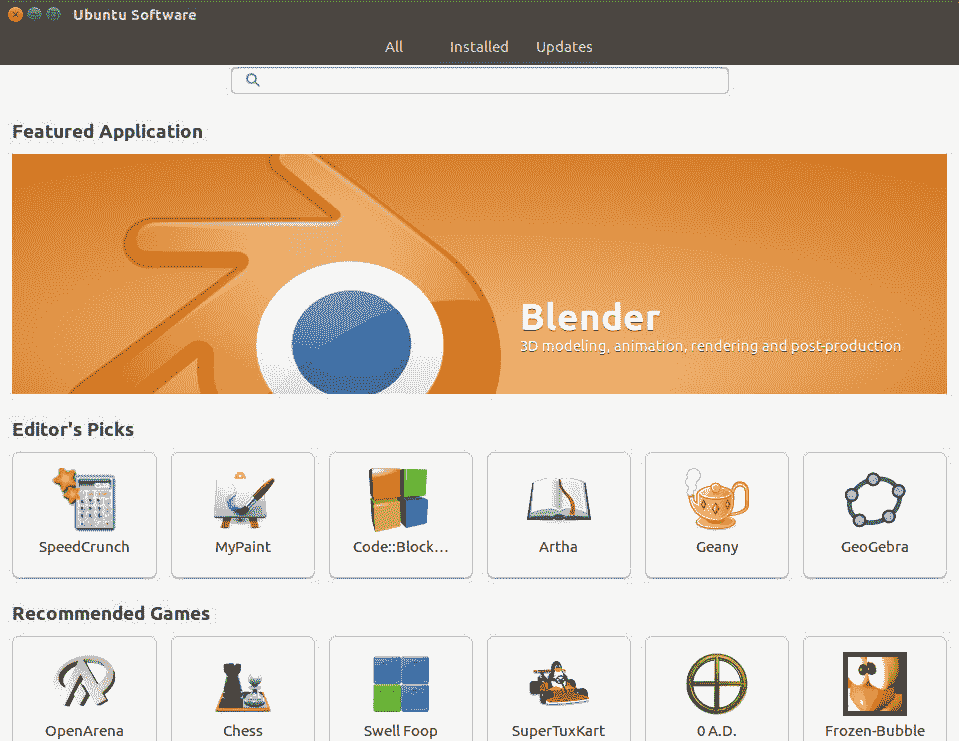 Ubuntu Software
All Installed Updates
Featured Application
Blender
3D modeling, animation, rendering and post-production
Editor's Picks
SpeedCrunch MyPaint Code::Block... Artha Geany GeoGebra
Recommended Games
OpenArena Chess Swell Foop SuperTuxKart 0 A.D. Frozen-Bubble